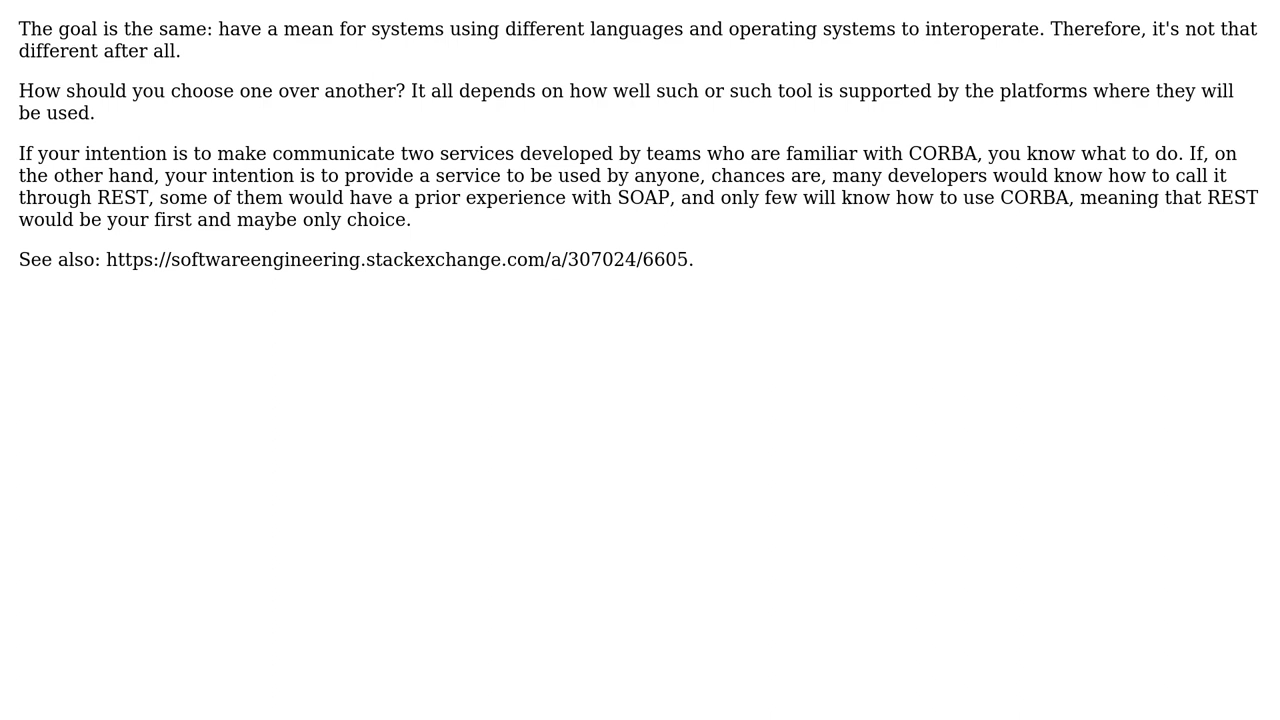 The goal is the same: have a mean for systems using different languages and operating systems to interoperate. Therefore, it's not that
different after all.
How should you choose one over another? It all depends on how well such or such tool is supported by the platforms where they will
be used.
If your intention is to make communicate two services developed by teams who are familiar with CORBA, you know what to do. If, on
the other hand, your intention is to provide a service to be used by anyone, chances are, many developers would know how to call it
through REST, some of them would have a prior experience with SOAP, and only few will know how to use CORBA, meaning that REST
would be your first and maybe only choice.
See also: https://softwareengineering.stackexchange.com/a/307024/6605.